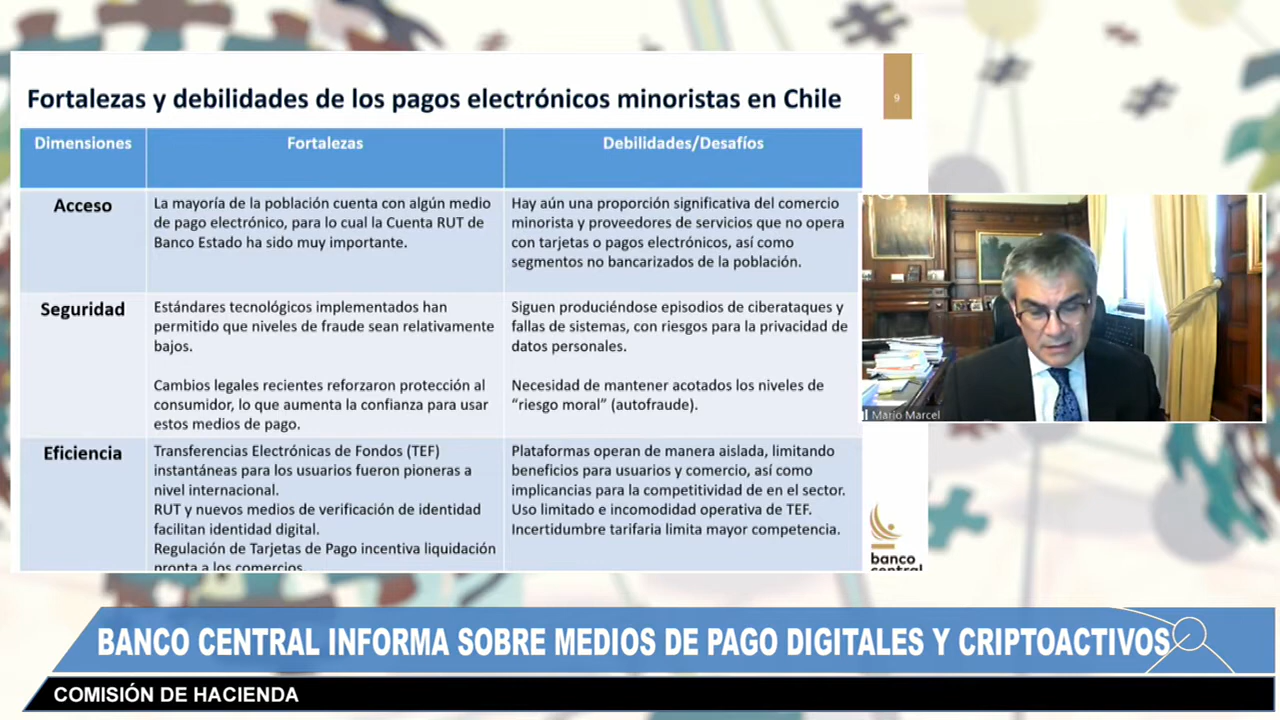 Fortalezas y debilidades de los pagos electrónicos minoristas en Chile
9
Dimensiones
Fortalezas
Debilidades/Desafíos
Acceso
La mayoría de la población cuenta con algún medio
de pago electrónico, para lo cual la Cuenta RUT de
Banco Estado ha sido muy importante.
Hay aún una proporción significativa del comercio
minorista y proveedores de servicios que no opera
con tarjetas o pagos electrónicos, así como
segmentos no bancarizados de la población.
Seguridad
Estándares tecnológicos implementados han
permitido que niveles de fraude sean relativamente
bajos.
Cambios legales recientes reforzaron protección al
consumidor, lo que aumenta la confianza para usar
estos medios de pago.
Siguen produciéndose episodios de ciberataques y
fallas de sistemas, con riesgos para la privacidad de
datos personales.
Necesidad de mantener acotados los niveles de
“riesgo moral” (autofraude).
Eficiencia
Transferencias Electrónicas de Fondos (TEF)
instantáneas para los usuarios fueron pioneras a
nivel internacional.
RUT y nuevos medios de verificación de identidad
facilitan identidad digital.
Regulación de Tarjetas de Pago incentiva liquidación
pronta a los comercios.
Plataformas operan de manera aislada, limitando
beneficios para usuarios y comercio, así como
implicancias para la competitividad de en el sector.
Uso limitado e incomodidad operativa de TEF.
Incertidumbre tarifaria limita mayor competencia.
banco
central
Mario Marcel
BANCO CENTRAL INFORMA SOBRE MEDIOS DE PAGO DIGITALES Y CRIPTOACTIVOS
COMISIÓN DE HACIENDA